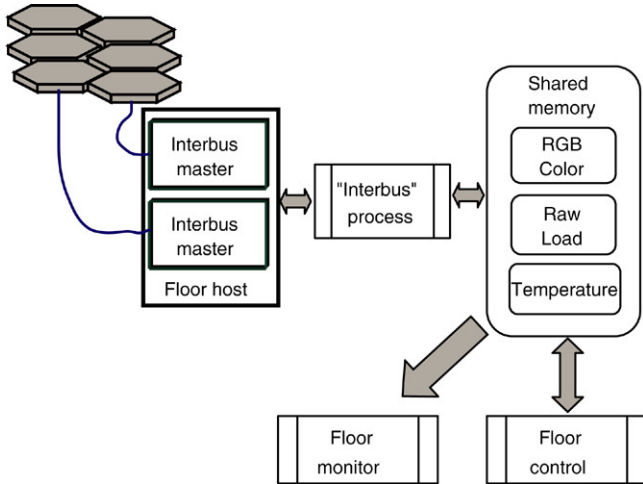 Interbus
master
Interbus
master
Floor host
"Interbus"
process
Shared
memory
RGB
Color
Raw
Load
Temperature
Floor
monitor
Floor
control